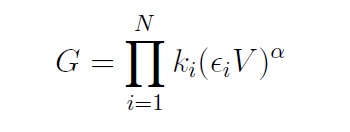 G = \prod_{i=1}^{N} k_i(\epsilon_i V)^{\alpha}